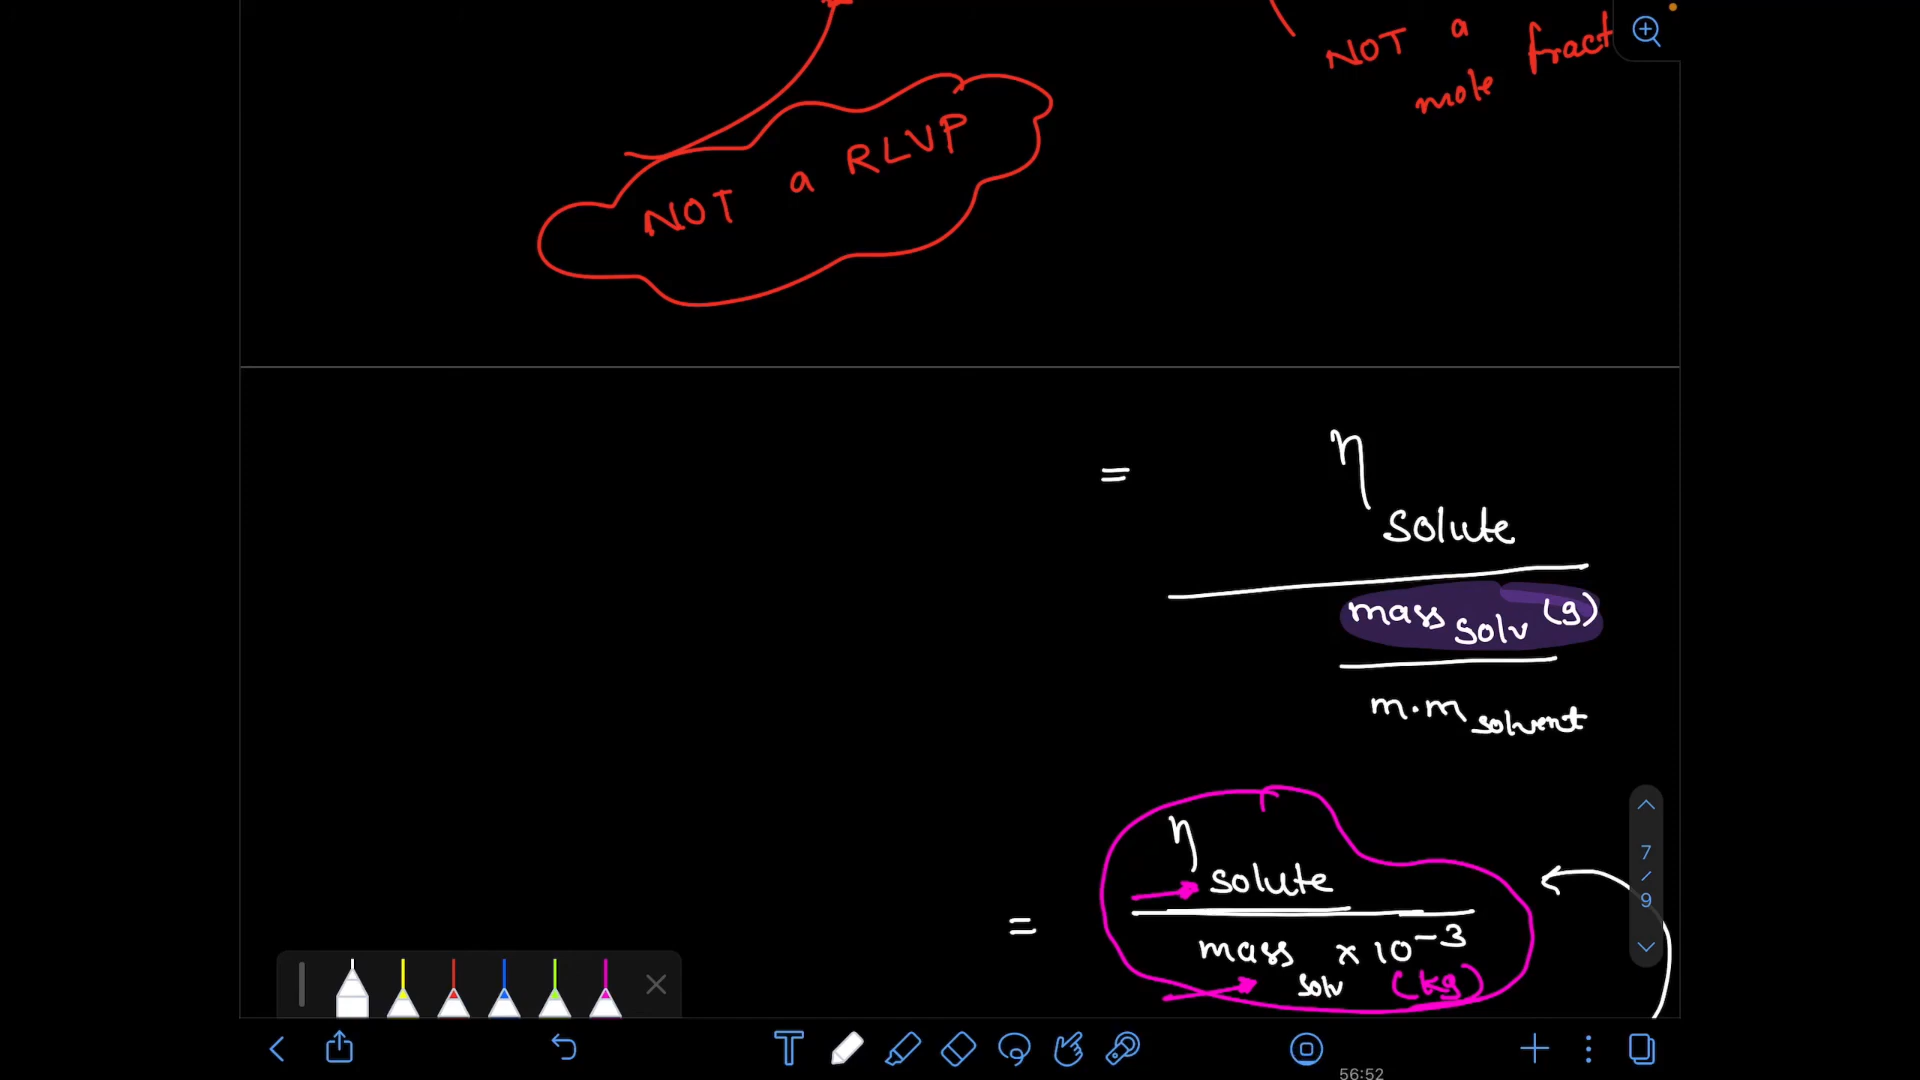 NOT a
mole fract
NOT a RLVP
= η solute
mass solv (g)
m.m solvent
= η solute
mass solv × 10⁻³ (kg)
7
/
9
T
56:52